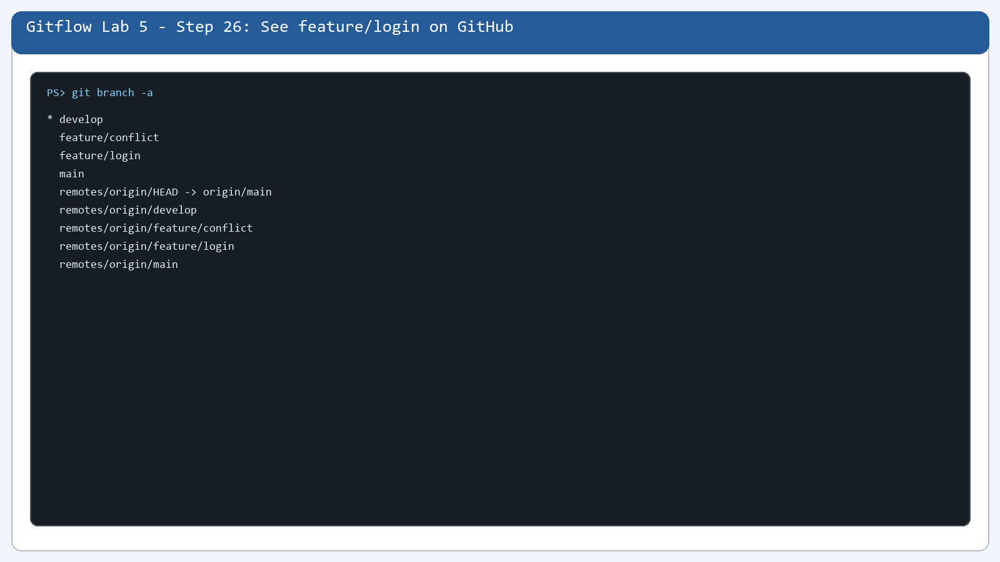 Gitflow Lab 5 - Step 26: See feature/login on GitHub
PS> git branch -a
* develop
  feature/conflict
  feature/login
  main
  remotes/origin/HEAD -> origin/main
  remotes/origin/develop
  remotes/origin/feature/conflict
  remotes/origin/feature/login
  remotes/origin/main